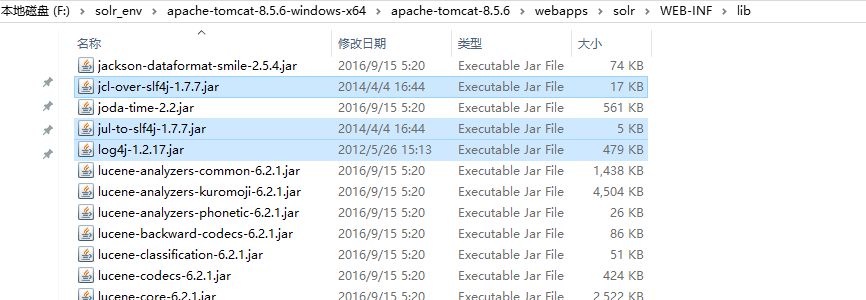 本地磁盘 (F:) › solr_env › apache-tomcat-8.5.6-windows-x64 › apache-tomcat-8.5.6 › webapps › solr › WEB-INF › lib
名称 修改日期 类型 大小
jackson-dataformat-smile-2.5.4.jar 2016/9/15 5:20 Executable Jar File 74 KB
jcl-over-slf4j-1.7.7.jar 2014/4/4 16:44 Executable Jar File 17 KB
joda-time-2.2.jar 2016/9/15 5:20 Executable Jar File 561 KB
jul-to-slf4j-1.7.7.jar 2014/4/4 16:44 Executable Jar File 5 KB
log4j-1.2.17.jar 2012/5/26 15:13 Executable Jar File 479 KB
lucene-analyzers-common-6.2.1.jar 2016/9/15 5:20 Executable Jar File 1,438 KB
lucene-analyzers-kuromoji-6.2.1.jar 2016/9/15 5:20 Executable Jar File 4,504 KB
lucene-analyzers-phonetic-6.2.1.jar 2016/9/15 5:20 Executable Jar File 26 KB
lucene-backward-codecs-6.2.1.jar 2016/9/15 5:20 Executable Jar File 86 KB
lucene-classification-6.2.1.jar 2016/9/15 5:20 Executable Jar File 51 KB
lucene-codecs-6.2.1.jar 2016/9/15 5:20 Executable Jar File 424 KB
lucene-core-6.2.1.jar 2016/9/15 5:20 Executable Jar File 2,522 KB